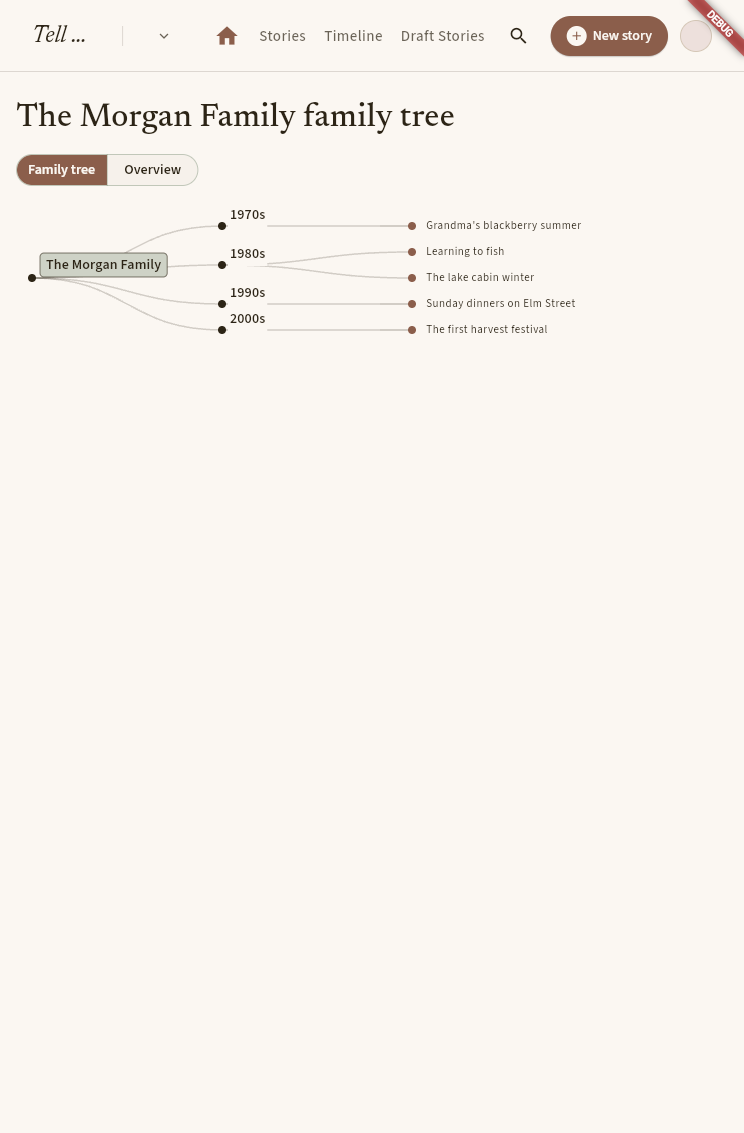 Tell ...
Stories
Timeline
Draft Stories
New story
DEBUG
The Morgan Family family tree
Family tree
Overview
1970s
Grandma's blackberry summer
1980s
Learning to fish
The Morgan Family
The lake cabin winter
1990s
Sunday dinners on Elm Street
2000s
The first harvest festival